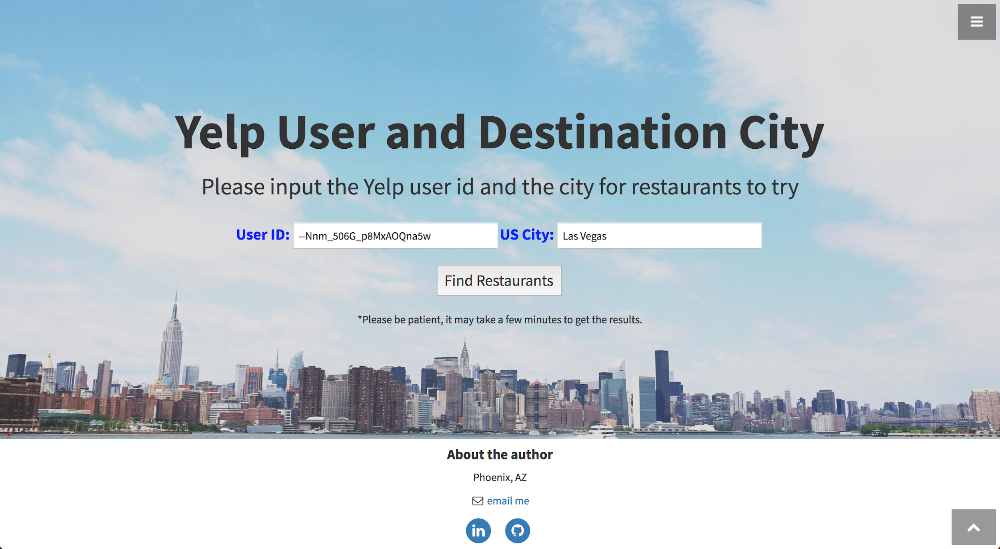 Yelp User and Destination City
Please input the Yelp user id and the city for restaurants to try
User ID: --Nnm_506G_p8MxAOQna5w US City: Las Vegas
Find Restaurants
*Please be patient, it may take a few minutes to get the results.
About the author
Phoenix, AZ
email me
in